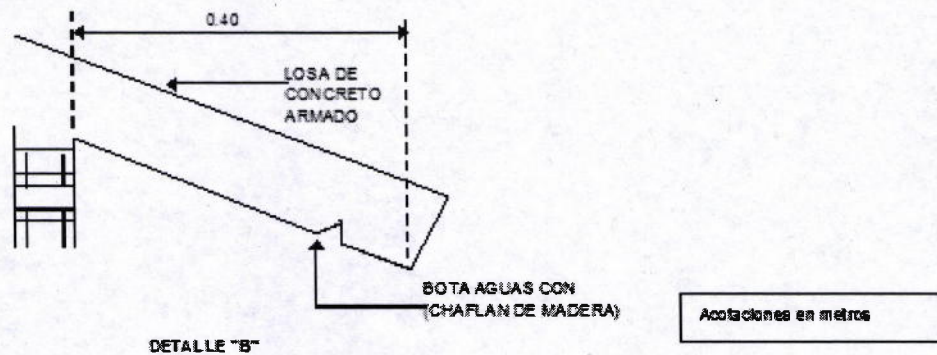 0.40
LOSA DE
CONCRETO
ARMADO
BOTA AGUAS CON
(CHAFLAN DE MADERA)
Acotaciones en metros
DETALLE "B"